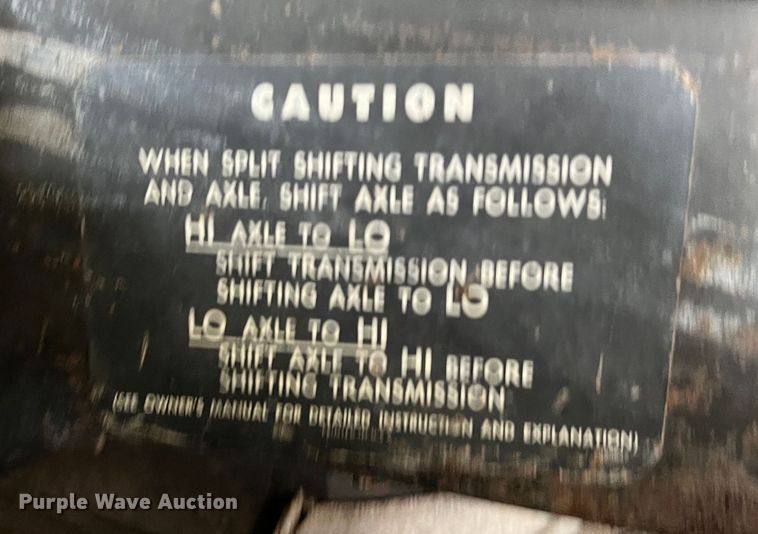 CAUTION
WHEN SPLIT SHIFTING TRANSMISSION
AND AXLE, SHIFT AXLE AS FOLLOWS:
HI AXLE TO LO
SHIFT TRANSMISSION BEFORE
SHIFTING AXLE TO LO
LO AXLE TO HI
SHIFT AXLE TO HI BEFORE
SHIFTING TRANSMISSION
(SEE OWNER'S MANUAL FOR DETAILED INSTRUCTION AND EXPLANATION)
Purple Wave Auction